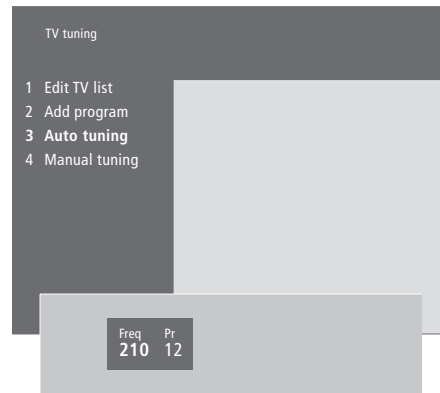 TV tuning
1 Edit TV list
2 Add program
3 Auto tuning
4 Manual tuning
Freq Pr
210 12